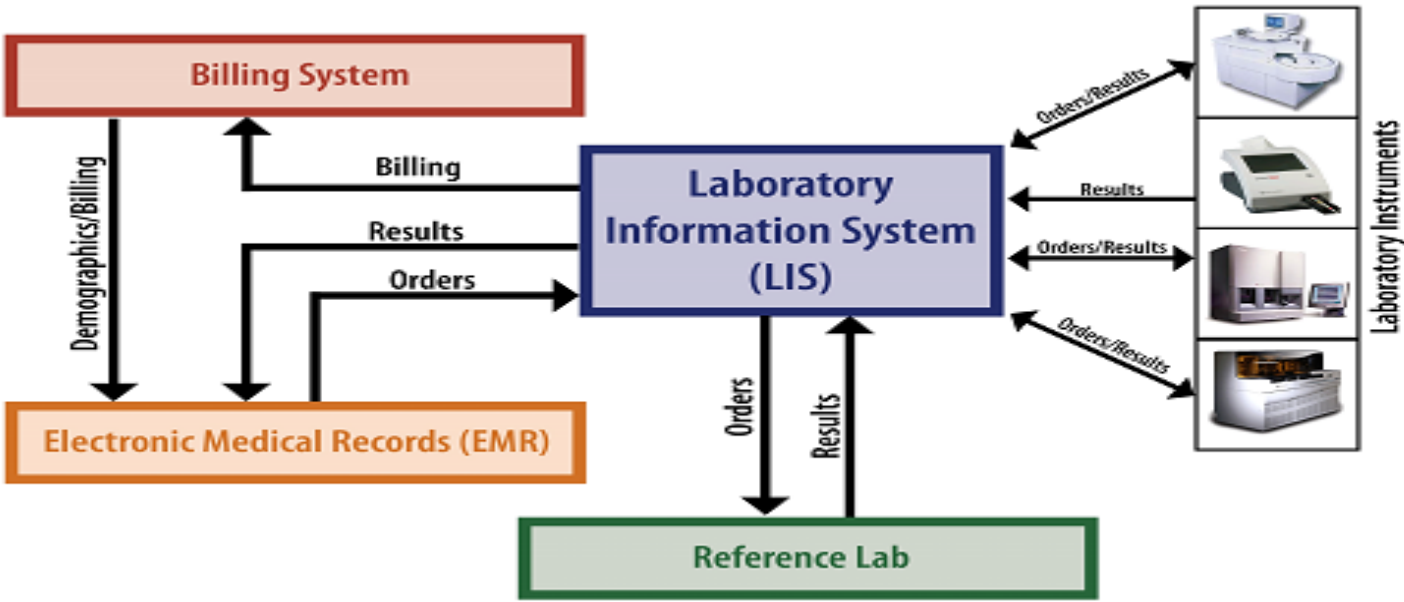 Billing System
Demographics/Billing
Billing
Results
Orders
Laboratory
Information System
(LIS)
Orders/Results
Results
Orders/Results
Orders/Results
Laboratory Instruments
Electronic Medical Records (EMR)
Orders
Results
Reference Lab